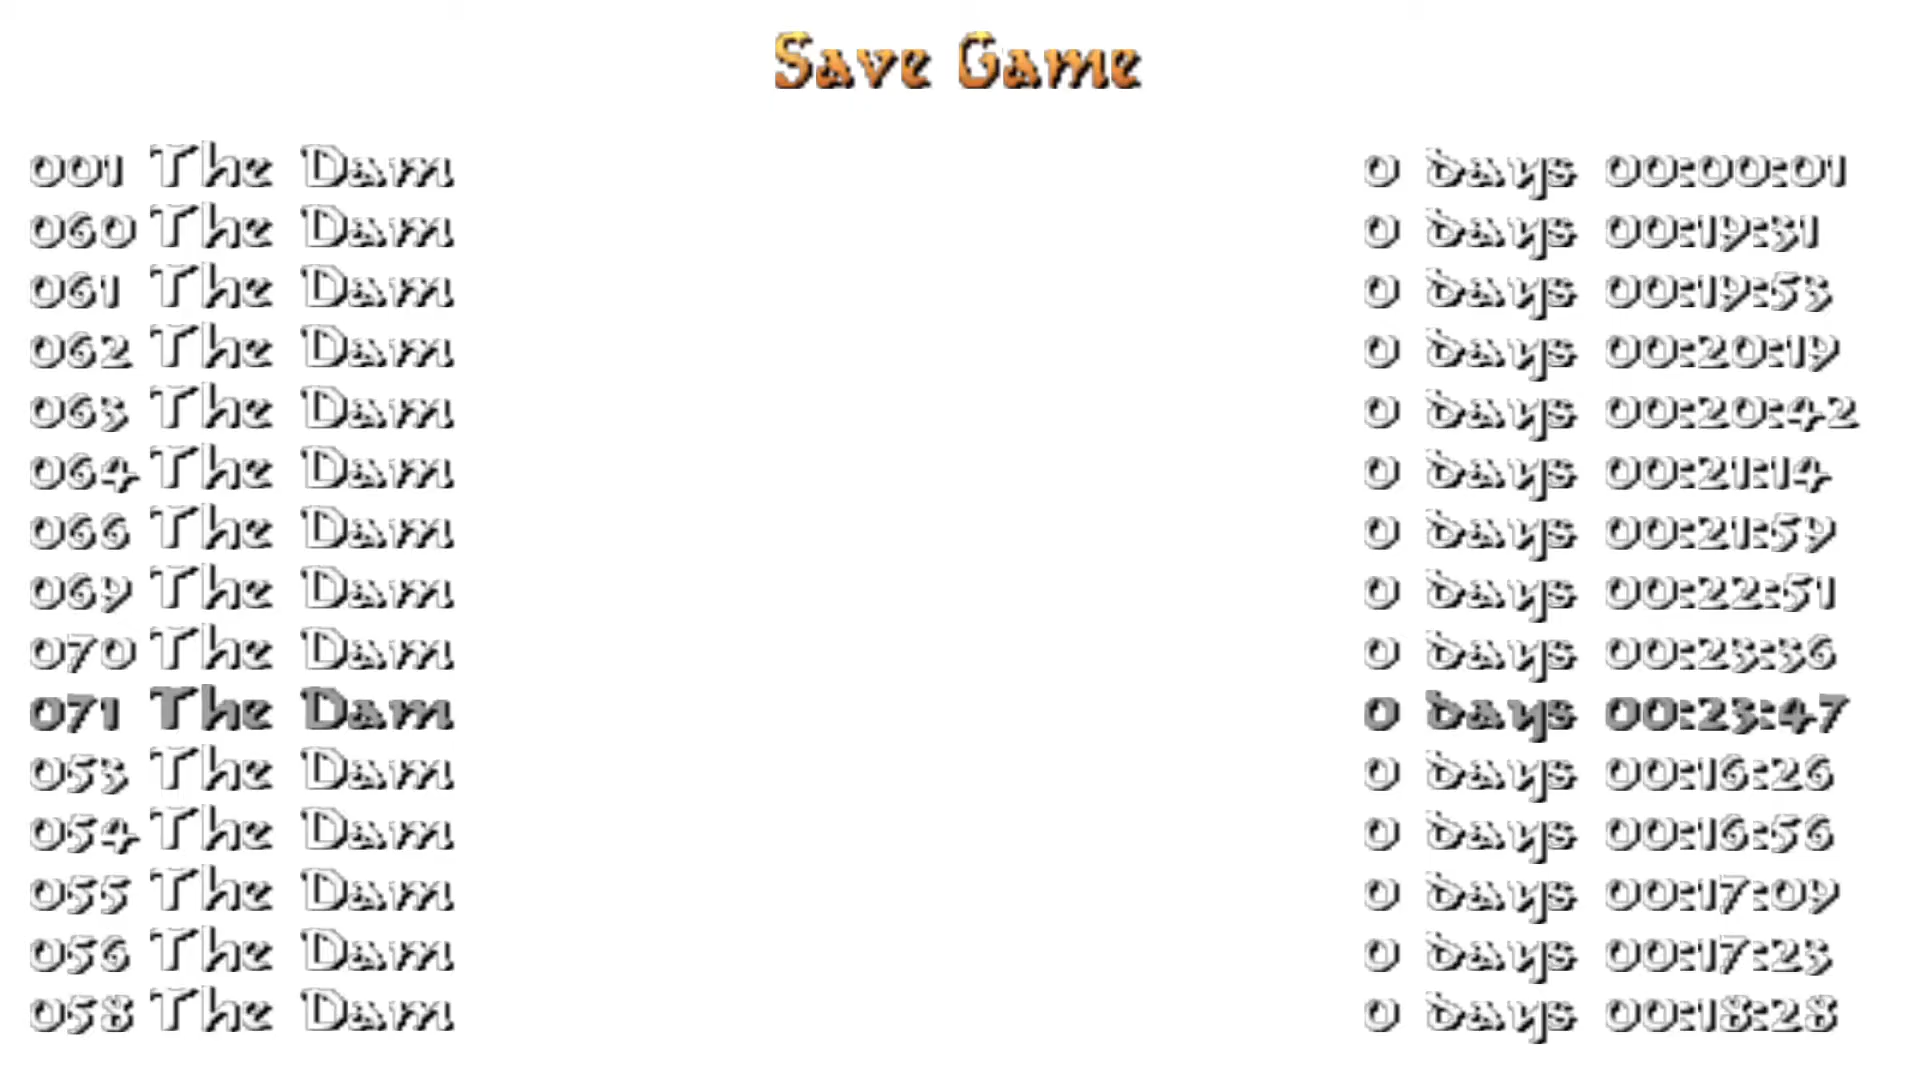 Save Game
001 The Dam 0 days 00:00:01
060 The Dam 0 days 00:19:31
061 The Dam 0 days 00:19:53
062 The Dam 0 days 00:20:19
063 The Dam 0 days 00:20:42
064 The Dam 0 days 00:21:14
066 The Dam 0 days 00:21:59
069 The Dam 0 days 00:22:51
070 The Dam 0 days 00:23:36
071 The Dam 0 days 00:23:47
053 The Dam 0 days 00:16:26
054 The Dam 0 days 00:16:56
055 The Dam 0 days 00:17:09
056 The Dam 0 days 00:17:23
058 The Dam 0 days 00:18:28